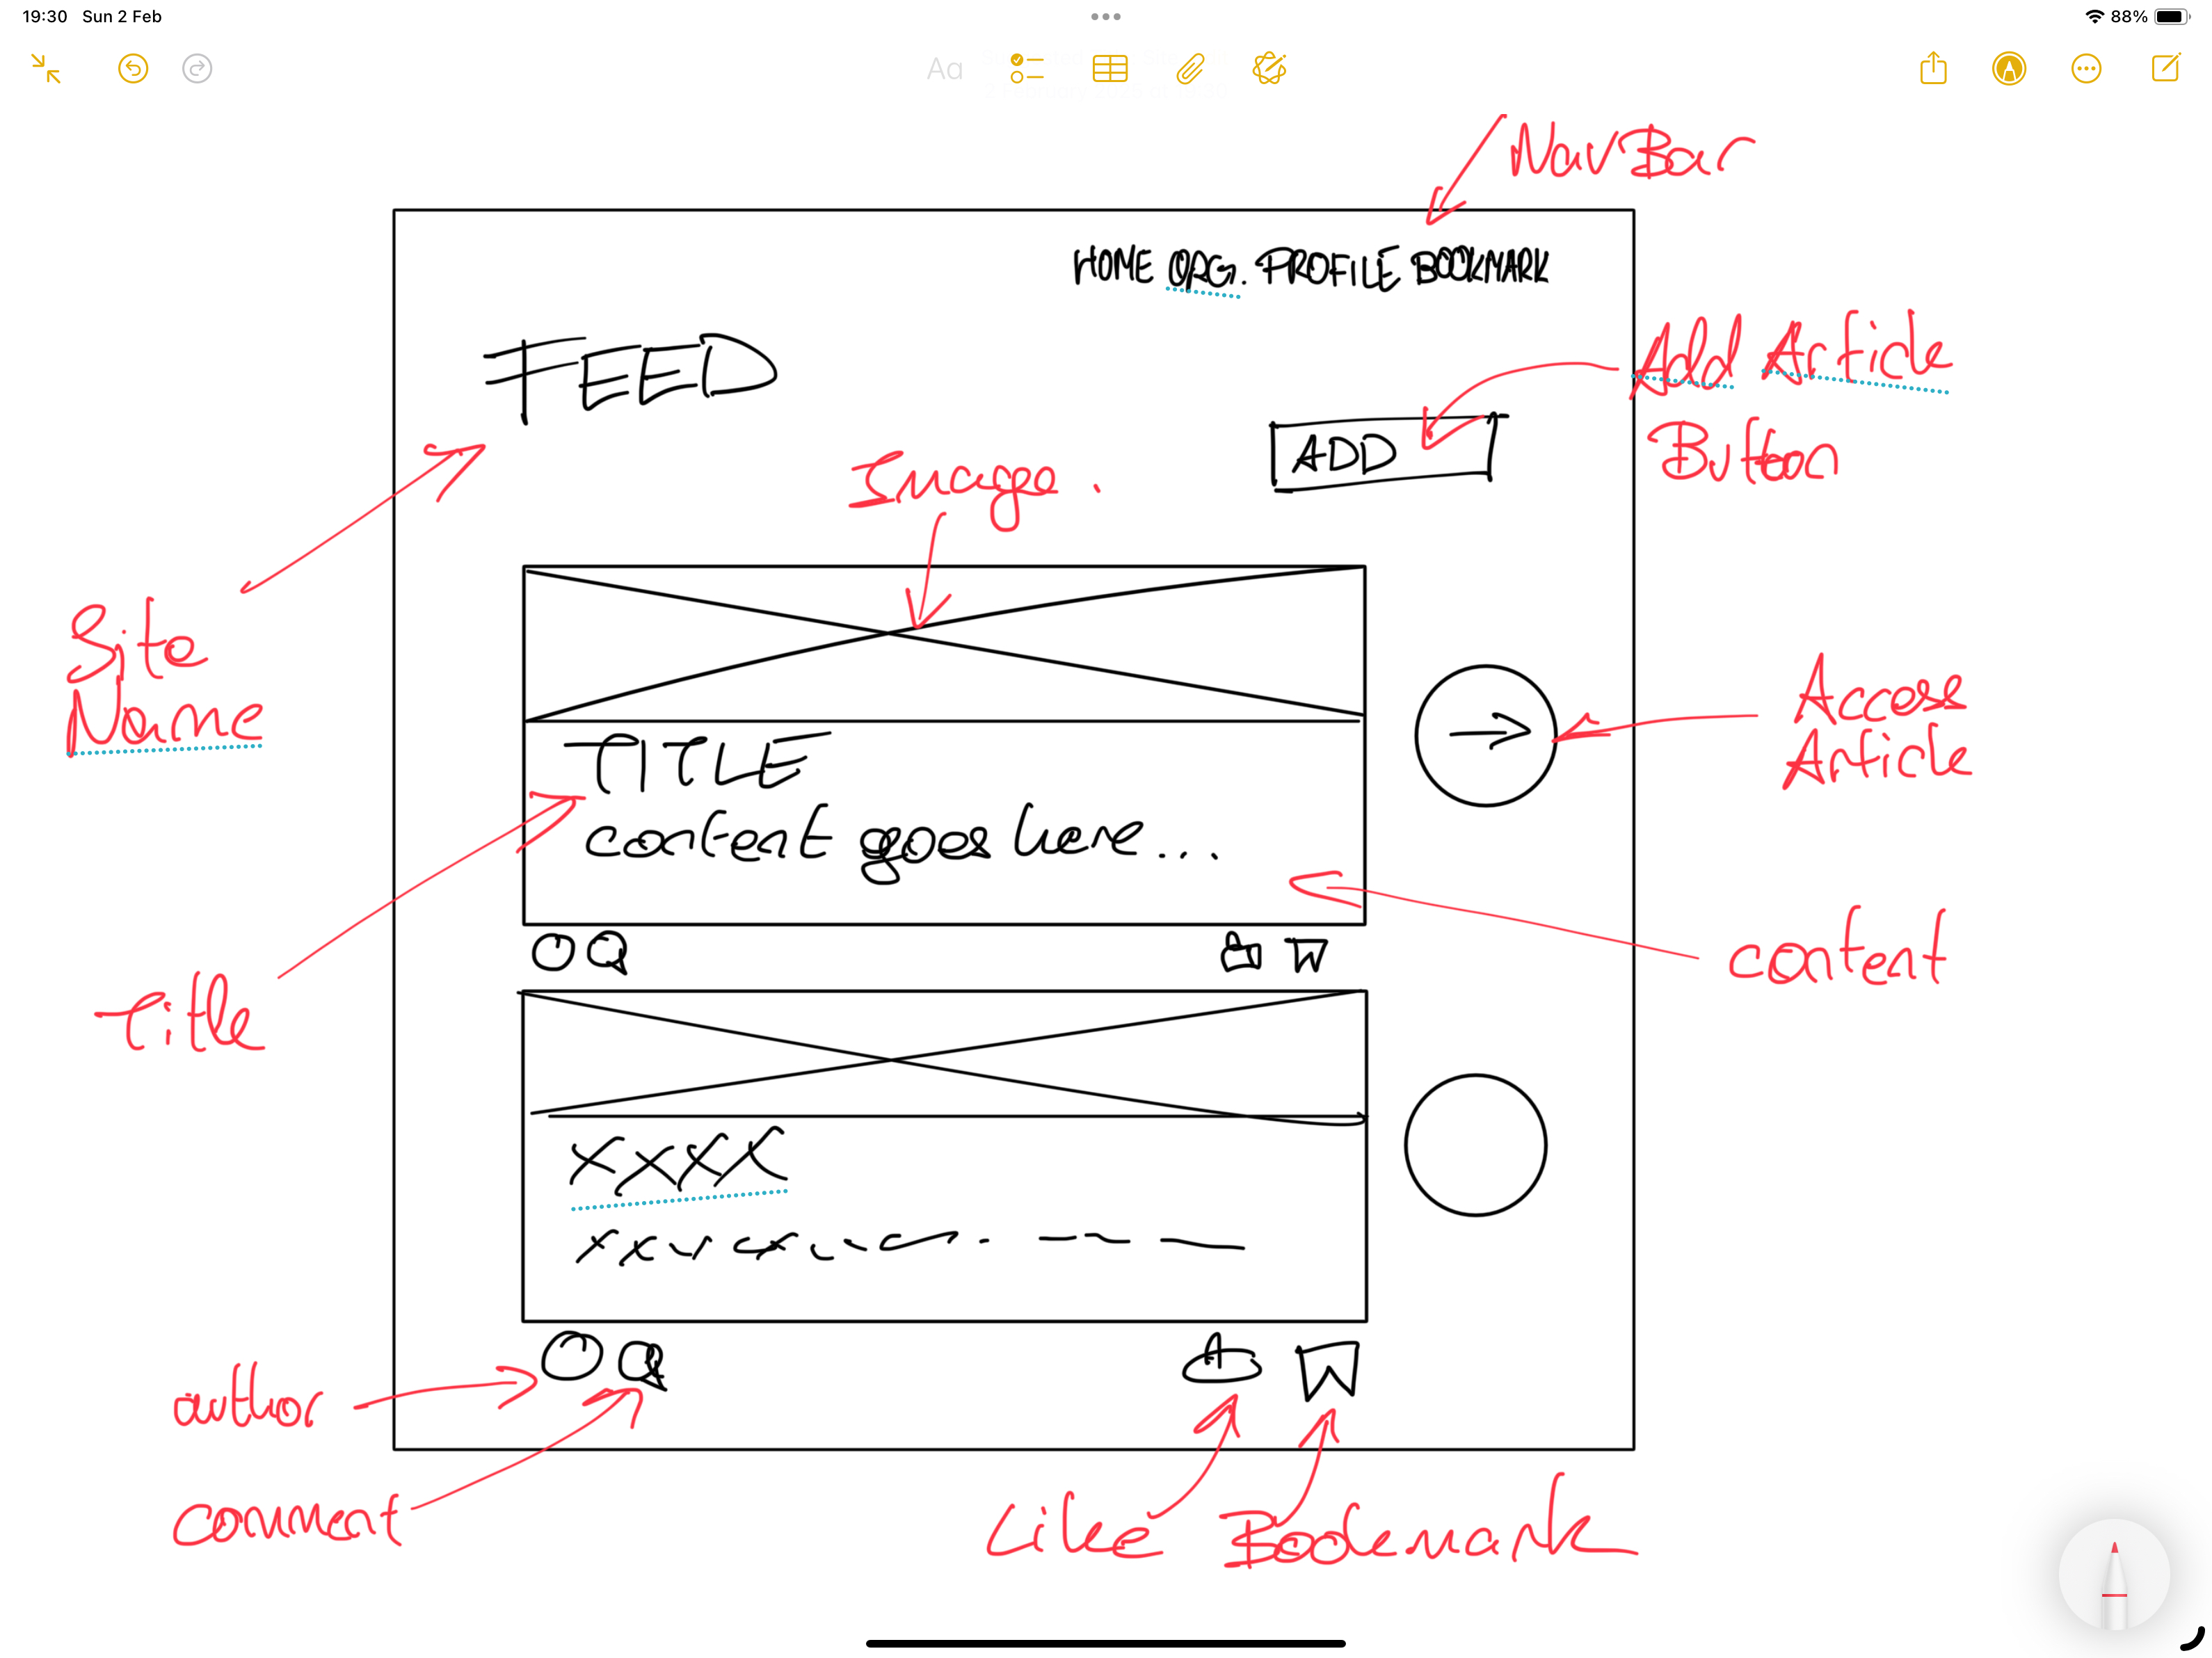 19:30 Sun 2 Feb
88%
Aa
NavBar
HOME ORG. PROFILE BOOKMARK
FEED
Add Article
Button
ADD
Image.
Site
Name
Access
Article
TITLE
content goes here...
content
Title
xxxx
author
comment
Like Bookmark